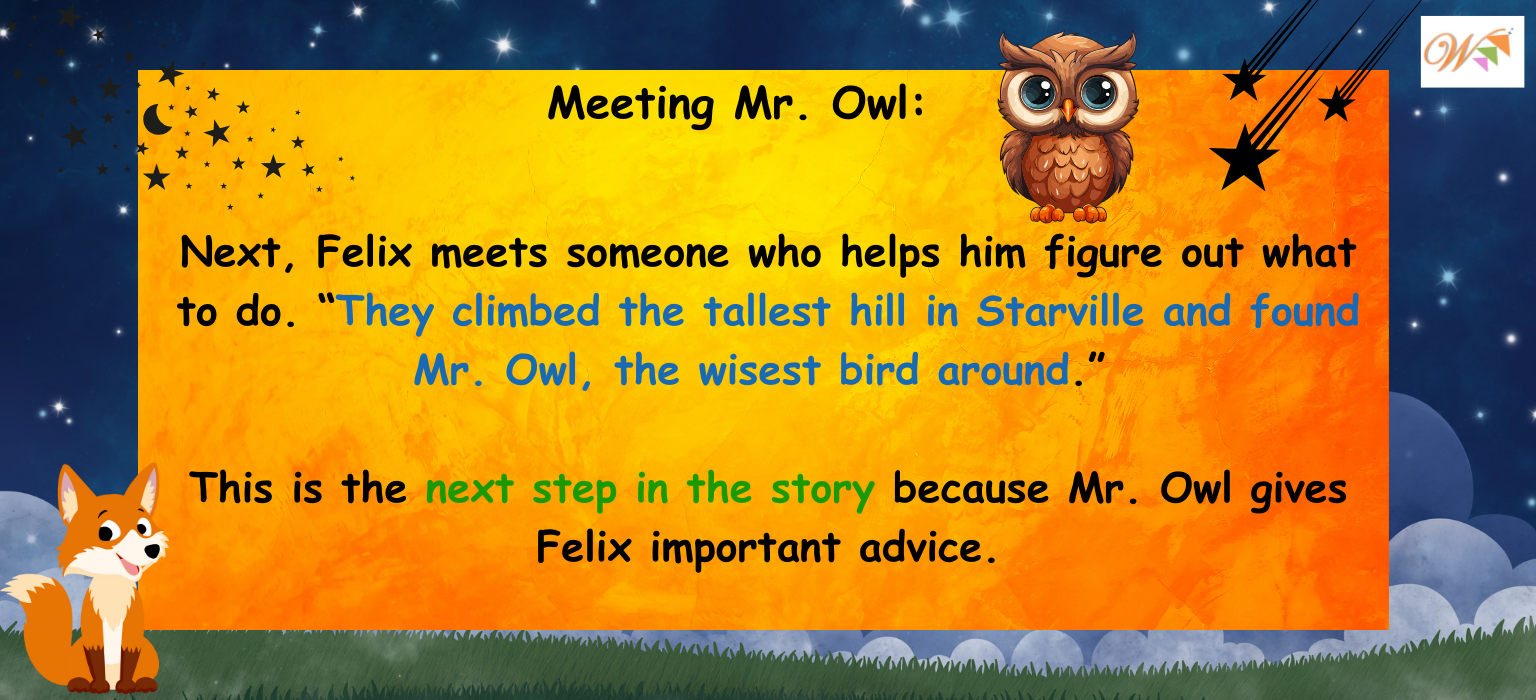 Meeting Mr. Owl:
W
Next, Felix meets someone who helps him figure out what
to do. “They climbed the tallest hill in Starville and found
Mr. Owl, the wisest bird around.”
This is the next step in the story because Mr. Owl gives
Felix important advice.